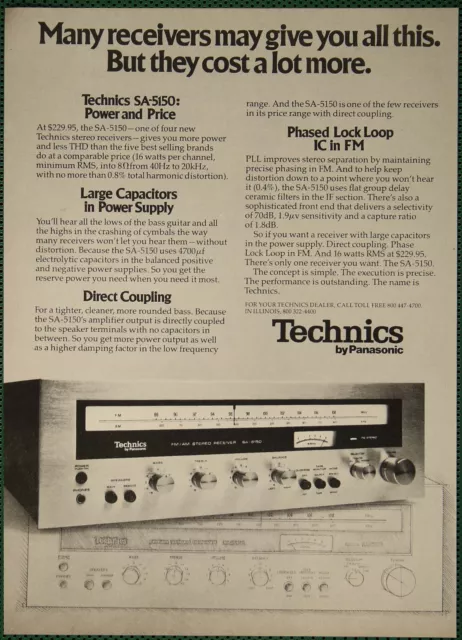 Many receivers may give you all this.
But they cost a lot more.
Technics SA-5150:
Power and Price
At $229.95, the SA-5150—one of four new
Technics stereo receivers—gives you more power
and less THD than the five best selling brands
do at a comparable price (16 watts per channel,
minimum RMS, into 8Ω from 40Hz to 20kHz,
with no more than 0.8% total harmonic distortion).
Large Capacitors
in Power Supply
You'll hear all the lows of the bass guitar and all
the highs in the crashing of cymbals the way
many receivers won't let you hear them—without
distortion. Because the SA-5150 uses 4700μf
electrolytic capacitors in the balanced positive
and negative power supplies. So you get the
reserve power you need when you need it most.
Direct Coupling
For a tighter, cleaner, more rounded bass. Because
the SA-5150's amplifier output is directly coupled
to the speaker terminals with no capacitors in
between. So you get more power output as well
as a higher damping factor in the low frequency
range. And the SA-5150 is one of the few receivers
in its price range with direct coupling.
Phased Lock Loop
IC in FM
PLL improves stereo separation by maintaining
precise phasing in FM. And to help keep
distortion down to a point where you won't hear
it (0.4%), the SA-5150 uses flat group delay
ceramic filters in the IF section. There's also a
sophisticated front end that delivers a selectivity
of 70dB, 1.9μv sensitivity and a capture ratio
of 1.8dB.
So if you want a receiver with large capacitors
in the power supply. Direct coupling. Phase
Lock Loop in FM. And 16 watts RMS at $229.95.
There's only one receiver you want. The SA-5150.
The concept is simple. The execution is precise.
The performance is outstanding. The name is
Technics.
FOR YOUR TECHNICS DEALER, CALL TOLL FREE 800 447-4700.
IN ILLINOIS, 800 322-4400
Technics
by Panasonic
FM
AM
Technics
by Panasonic
FM/AM STEREO RECEIVER SA-5150